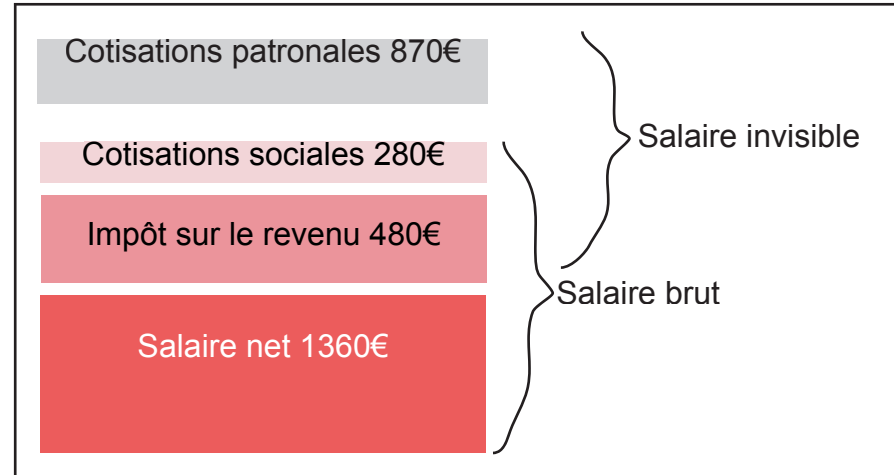 Cotisations patronales 870€
Salaire invisible
Cotisations sociales 280€
Impôt sur le revenu 480€
Salaire brut
Salaire net 1360€